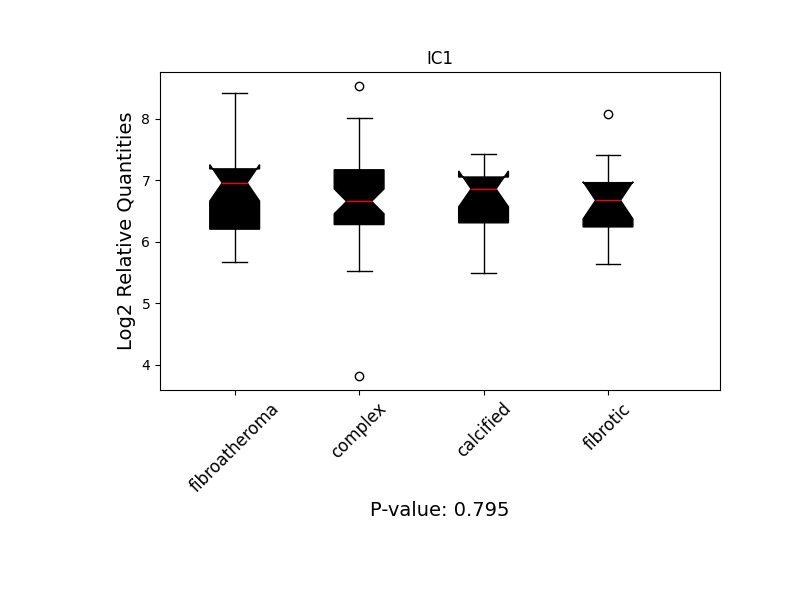 IC1
Log2 Relative Quantities
8
7
6
5
4
fibroatheroma
complex
calcified
fibrotic
P-value: 0.795